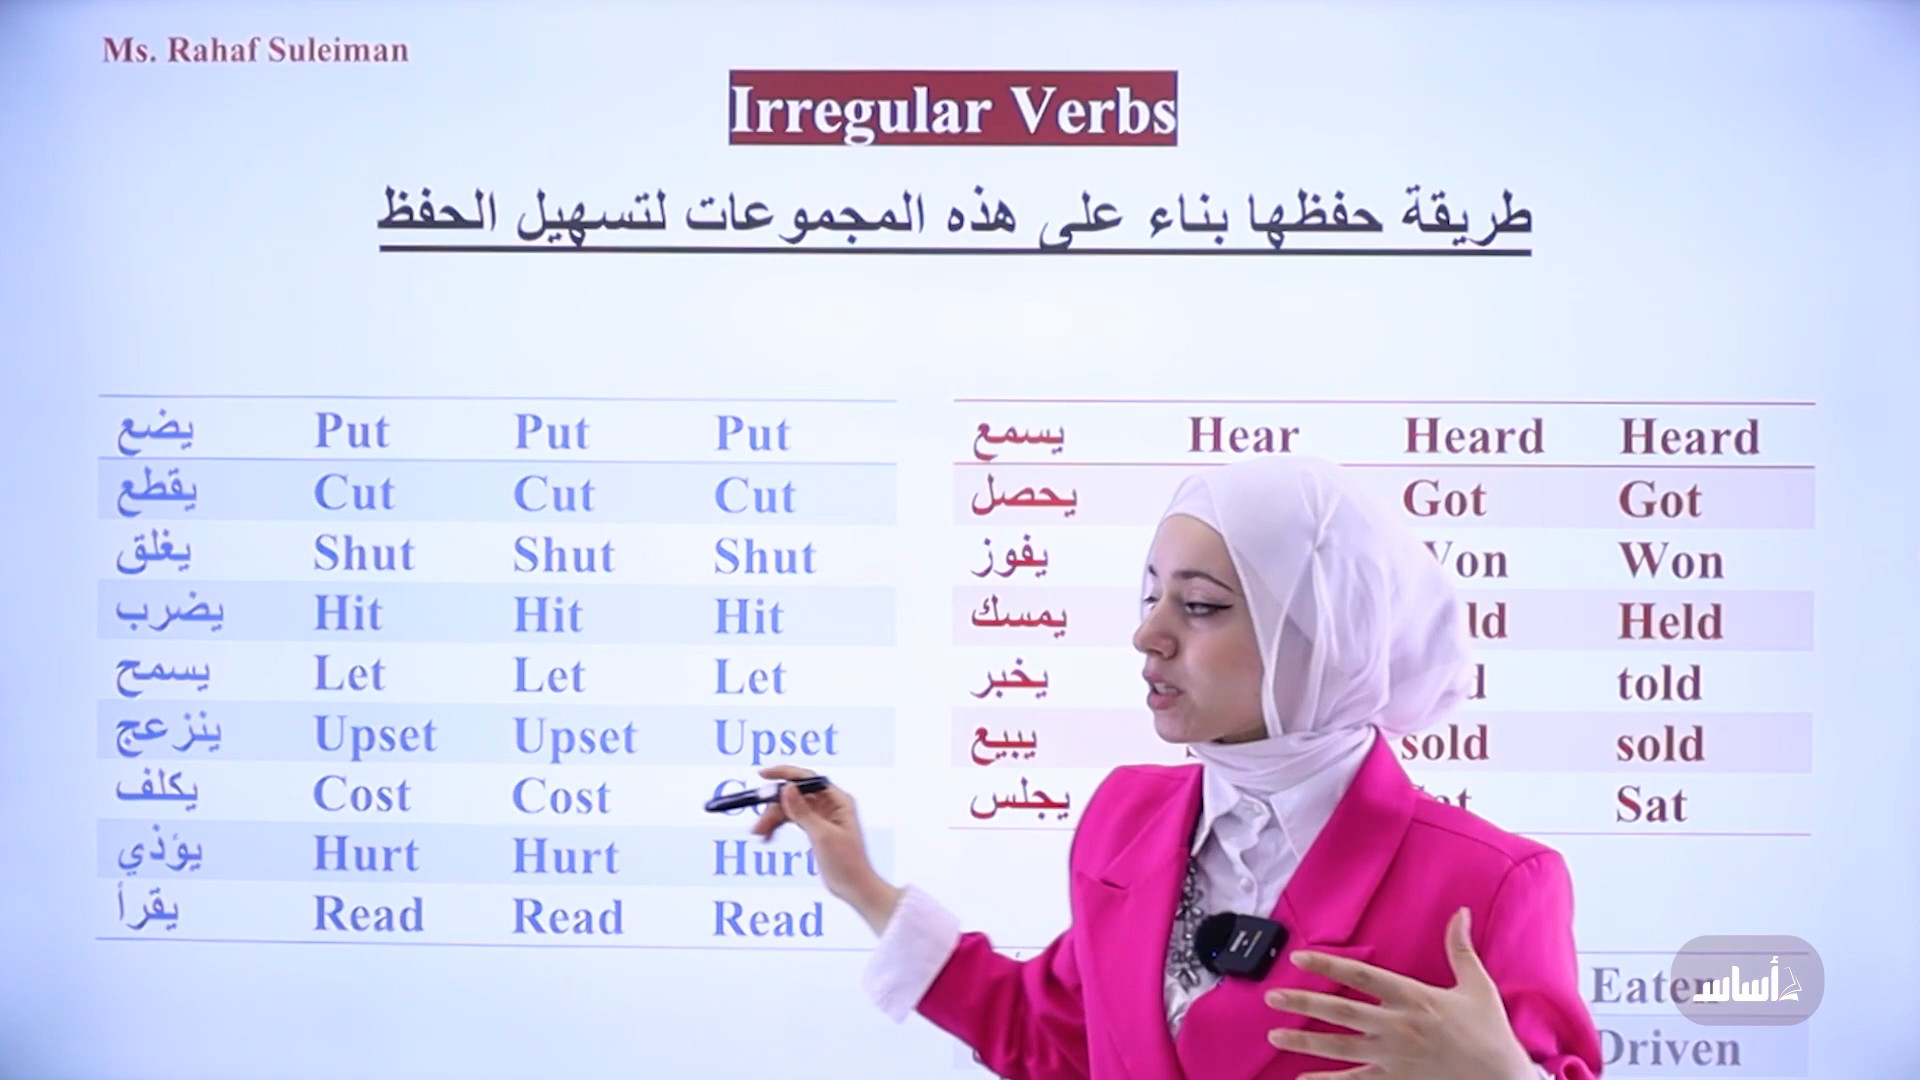 Ms. Rahaf Suleiman
Irregular Verbs
طريقة حفظها بناء على هذه المجموعات لتسهيل الحفظ
يضع Put Put Put
يقطع Cut Cut Cut
يغلق Shut Shut Shut
يضرب Hit Hit Hit
يسمح Let Let Let
ينزعج Upset Upset Upset
يكلف Cost Cost
يؤذي Hurt Hurt Hurt
يقرأ Read Read Read
يسمع Hear Heard Heard
يحصل Got Got
يفوز Won Won
يمسك Held
يخبر told
يبيع sold sold
يجلس Sat
Eaten
Driven
أساس